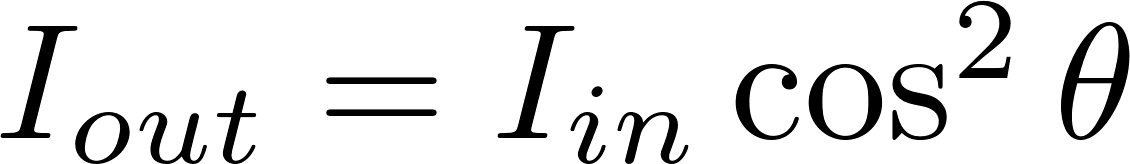 I_{out} = I_{in} cos^2 θ